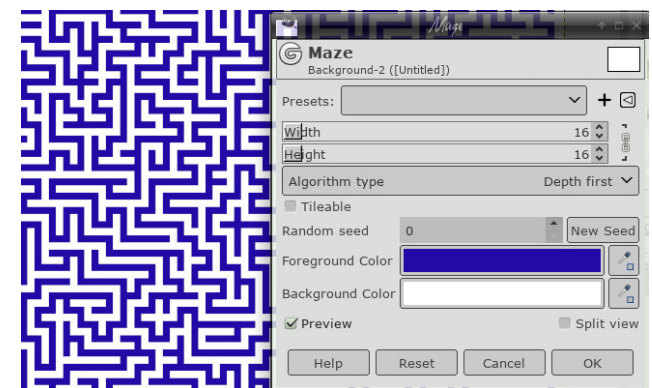 Maze
Maze
Background-2 ([Untitled])
Presets:
Width 16
Height 16
Algorithm type Depth first
Tileable
Random seed 0 New Seed
Foreground Color
Background Color
Preview Split view
Help Reset Cancel OK